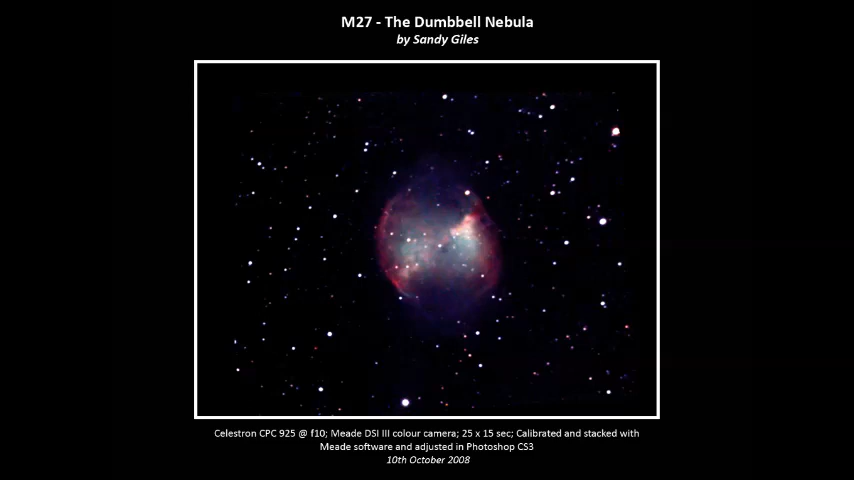 M27 - The Dumbbell Nebula
by Sandy Giles
Celestron CPC 925 @ f10; Meade DSI III colour camera; 25 x 15 sec; Calibrated and stacked with
Meade software and adjusted in Photoshop CS3
10th October 2008